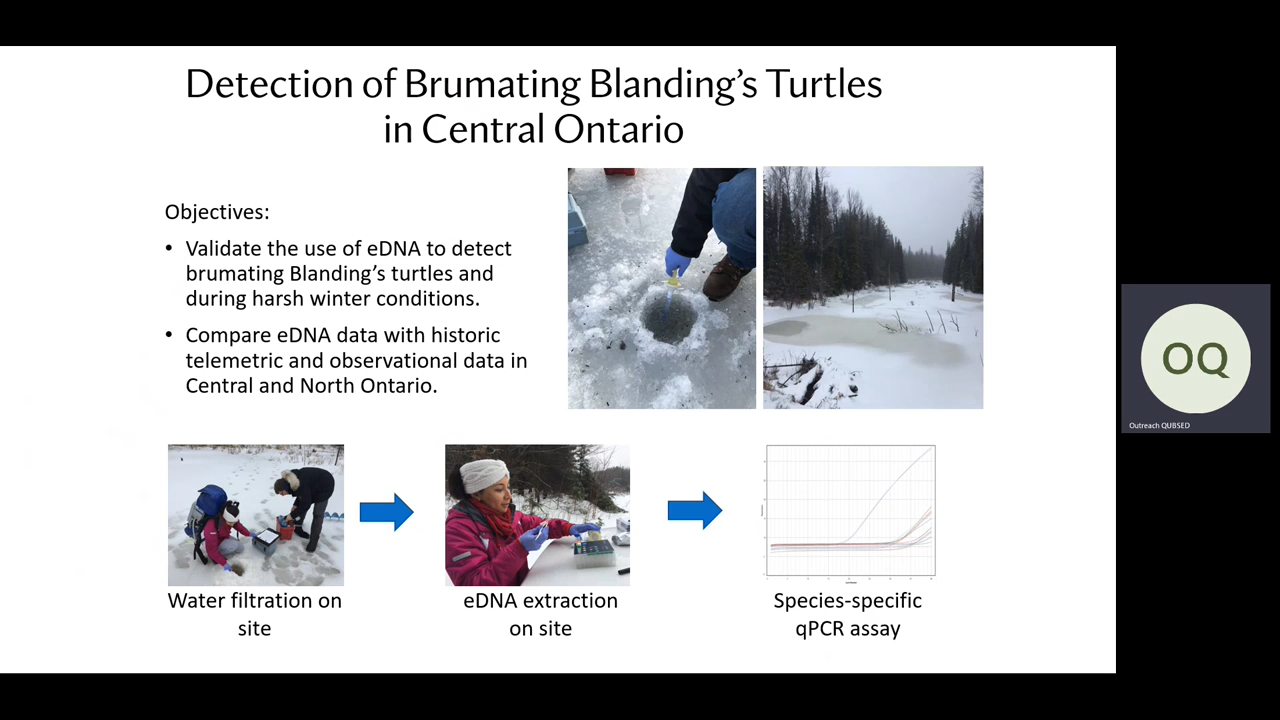 Detection of Brumating Blanding's Turtles
in Central Ontario
Objectives:
• Validate the use of eDNA to detect
brumating Blanding's turtles and
during harsh winter conditions.
• Compare eDNA data with historic
telemetric and observational data in
Central and North Ontario.
Water filtration on
site
eDNA extraction
on site
Species-specific
qPCR assay
OQ
Outreach QUBSED